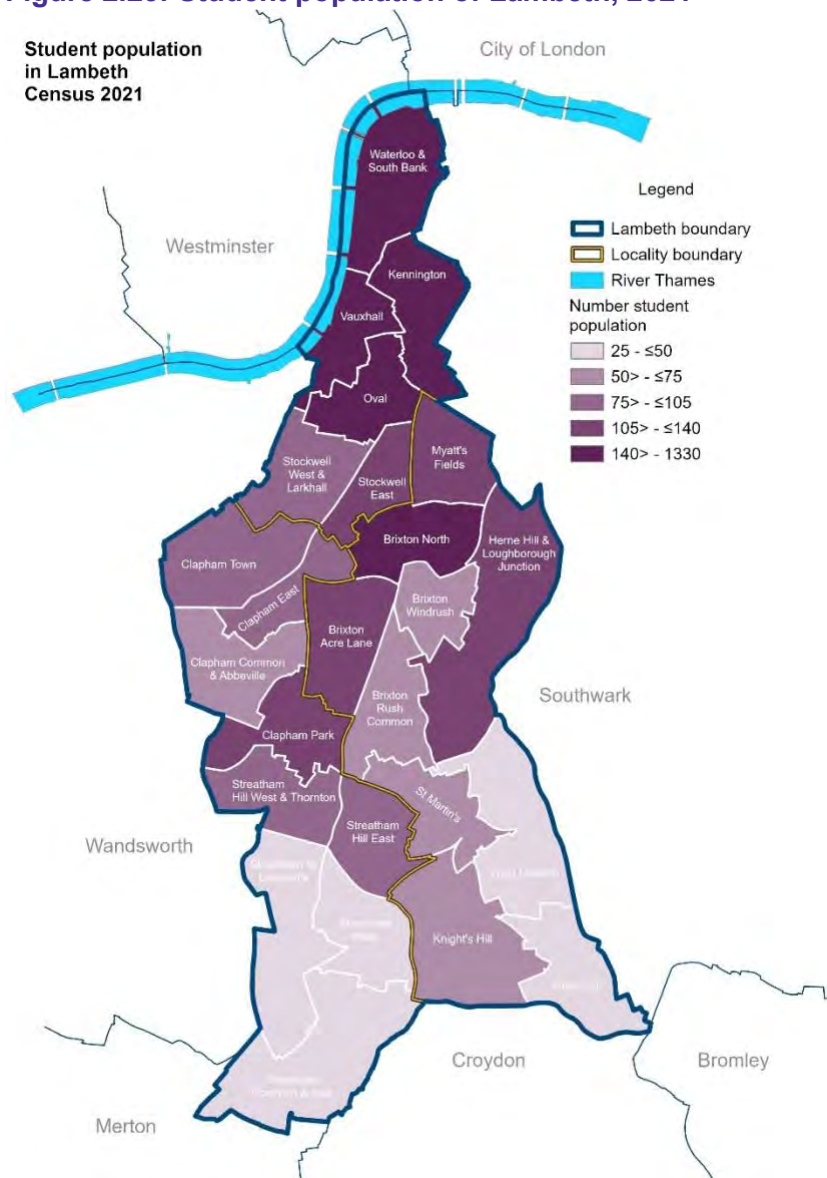 Figure 2.26: Student population of Lambeth, 2021
Student population
in Lambeth
Census 2021
City of London
Waterloo &
South Bank
Legend
Lambeth boundary
Locality boundary
River Thames
Number student
population
25 - ≤50
50> - ≤75
75> - ≤105
105> - ≤140
140> - 1330
Westminster
Kennington
Vauxhall
Oval
Stockwell
West &
Larkhall
Stockwell
East
Myatt's
Fields
Brixton North
Herne Hill &
Loughborough
Junction
Clapham Town
Clapham East
Brixton
Windrush
Brixton
Acre Lane
Clapham Common
& Abbeville
Brixton
Rush
Common
Southwark
Clapham Park
Streatham
Hill West & Thornton
St Martin's
Streatham
Hill East
Wandsworth
Knight's Hill
Croydon
Bromley
Merton